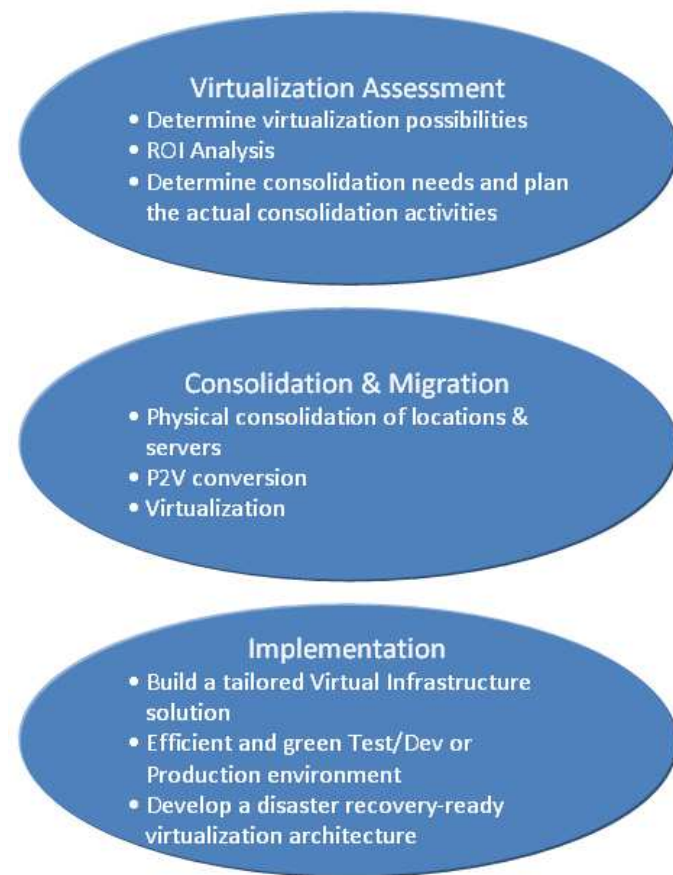 Virtualization Assessment
• Determine virtualization possibilities
• ROI Analysis
• Determine consolidation needs and plan
the actual consolidation activities
Consolidation & Migration
• Physical consolidation of locations &
servers
• P2V conversion
• Virtualization
Implementation
• Build a tailored Virtual Infrastructure
solution
• Efficient and green Test/Dev or
Production environment
• Develop a disaster recovery-ready
virtualization architecture